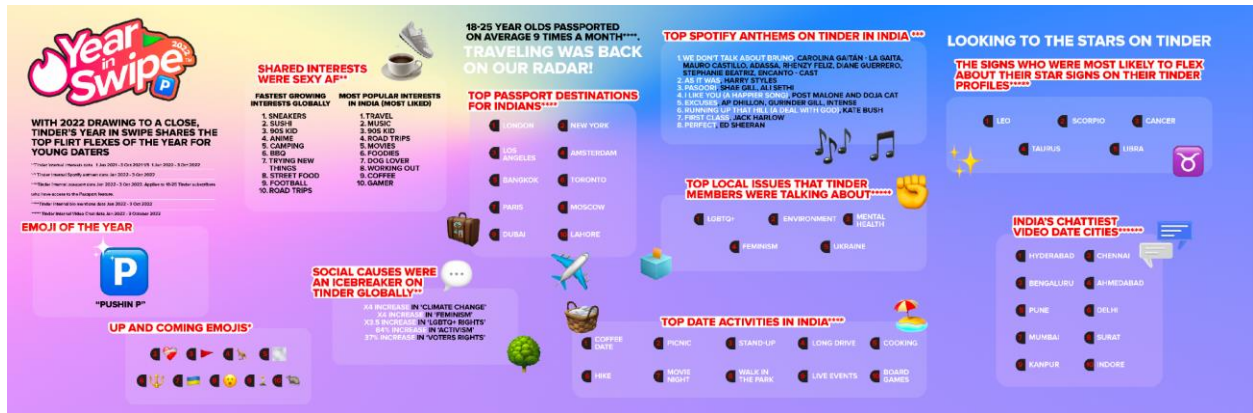 Year in Swipe
2022
WITH 2022 DRAWING TO A CLOSE,
TINDER'S YEAR IN SWIPE SHARES THE
TOP FLIRT FLEXES OF THE YEAR FOR
YOUNG DATERS
who have access to the Passport feature.
EMOJI OF THE YEAR
"PUSHIN P"
UP AND COMING EMOJIS*
SHARED INTERESTS
WERE SEXY AF**
FASTEST GROWING
INTERESTS GLOBALLY
1. SNEAKERS
2. SUSHI
3. 90S KID
4. ANIME
5. CAMPING
6. BBQ
7. TRYING NEW
THINGS
8. STREET FOOD
9. FOOTBALL
10. ROAD TRIPS
MOST POPULAR INTERESTS
IN INDIA (MOST LIKED)
1. TRAVEL
2. MUSIC
3. 90S KID
4. ROAD TRIPS
5. MOVIES
6. FOODIES
7. DOG LOVER
8. WORKING OUT
9. COFFEE
10. GAMER
SOCIAL CAUSES WERE
AN ICEBREAKER ON
TINDER GLOBALLY**
X4 INCREASE IN 'CLIMATE CHANGE'
X4 INCREASE IN 'FEMINISM'
X3.5 INCREASE IN 'LGBTQ+ RIGHTS'
84% INCREASE IN 'ACTIVISM'
37% INCREASE IN 'VOTERS RIGHTS'
18-25 YEAR OLDS PASSPORTED
ON AVERAGE 9 TIMES A MONTH****.
TRAVELING WAS BACK
ON OUR RADAR!
TOP PASSPORT DESTINATIONS
FOR INDIANS****
LONDON
NEW YORK
LOS
ANGELES
AMSTERDAM
BANGKOK
TORONTO
PARIS
MOSCOW
DUBAI
LAHORE
TOP SPOTIFY ANTHEMS ON TINDER IN INDIA ***
1. WE DON'T TALK ABOUT BRUNO, CAROLINA GAITÁN - LA GAITA,
MAURO CASTILLO, ADASSA, RHENZY FELIZ, DIANE GUERRERO,
STEPHANIE BEATRIZ, ENCANTO - CAST
2. AS IT WAS, HARRY STYLES
3. PASOORI, SHAE GILL, ALI SETHI
4. I LIKE YOU (A HAPPIER SONG), POST MALONE AND DOJA CAT
5. EXCUSES, AP DHILLON, GURINDER GILL, INTENSE
6. RUNNING UP THAT HILL (A DEAL WITH GOD), KATE BUSH
7. FIRST CLASS, JACK HARLOW
8. PERFECT, ED SHEERAN
TOP LOCAL ISSUES THAT TINDER
MEMBERS WERE TALKING ABOUT*****
LGBTQ+
ENVIRONMENT
MENTAL
HEALTH
FEMINISM
UKRAINE
TOP DATE ACTIVITIES IN INDIA****
COFFEE
DATE
PICNIC
STAND-UP
LONG DRIVE
COOKING
HIKE
MOVIE
NIGHT
WALK IN
THE PARK
LIVE EVENTS
BOARD
GAMES
LOOKING TO THE STARS ON TINDER
THE SIGNS WHO WERE MOST LIKELY TO FLEX
ABOUT THEIR STAR SIGNS ON THEIR TINDER
PROFILES*****
LEO
SCORPIO
CANCER
TAURUS
LIBRA
INDIA'S CHATTIEST
VIDEO DATE CITIES******
HYDERABAD
CHENNAI
BENGALURU
AHMEDABAD
PUNE
DELHI
MUMBAI
SURAT
KANPUR
INDORE